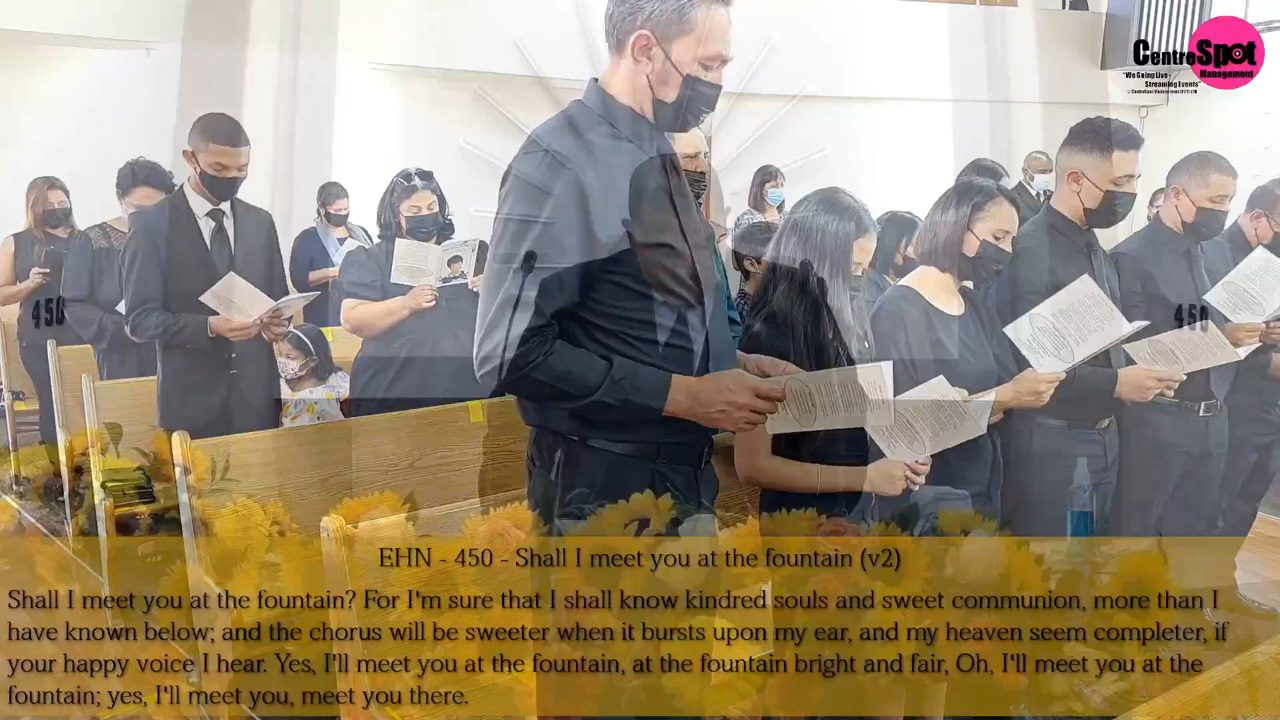 CentreSpot
Management
"We Going Live -
Streaming Events"
450
450
EHN - 450 - Shall I meet you at the fountain (v2)
Shall I meet you at the fountain? For I'm sure that I shall know kindred souls and sweet communion, more than I
have known below; and the chorus will be sweeter when it bursts upon my ear, and my heaven seem completer, if
your happy voice I hear. Yes, I'll meet you at the fountain, at the fountain bright and fair, Oh, I'll meet you at the
fountain; yes, I'll meet you, meet you there.